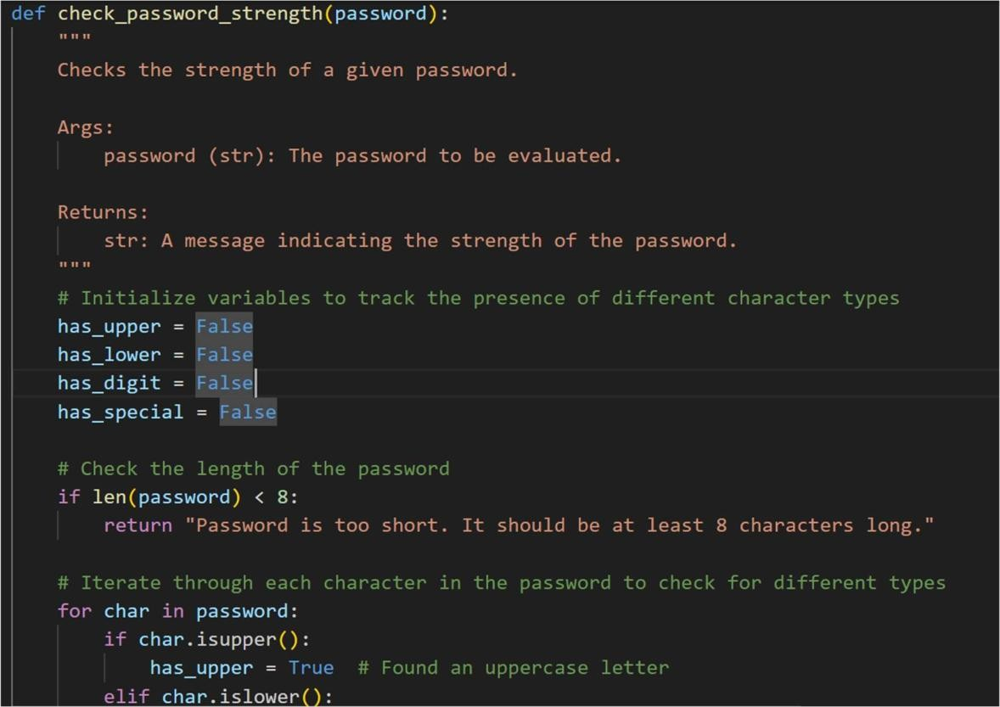 def check_password_strength(password):
    """
    Checks the strength of a given password.

    Args:
        password (str): The password to be evaluated.

    Returns:
        str: A message indicating the strength of the password.
    """
    # Initialize variables to track the presence of different character types
    has_upper = False
    has_lower = False
    has_digit = False
    has_special = False

    # Check the length of the password
    if len(password) < 8:
        return "Password is too short. It should be at least 8 characters long."

    # Iterate through each character in the password to check for different types
    for char in password:
        if char.isupper():
            has_upper = True  # Found an uppercase letter
        elif char.islower():